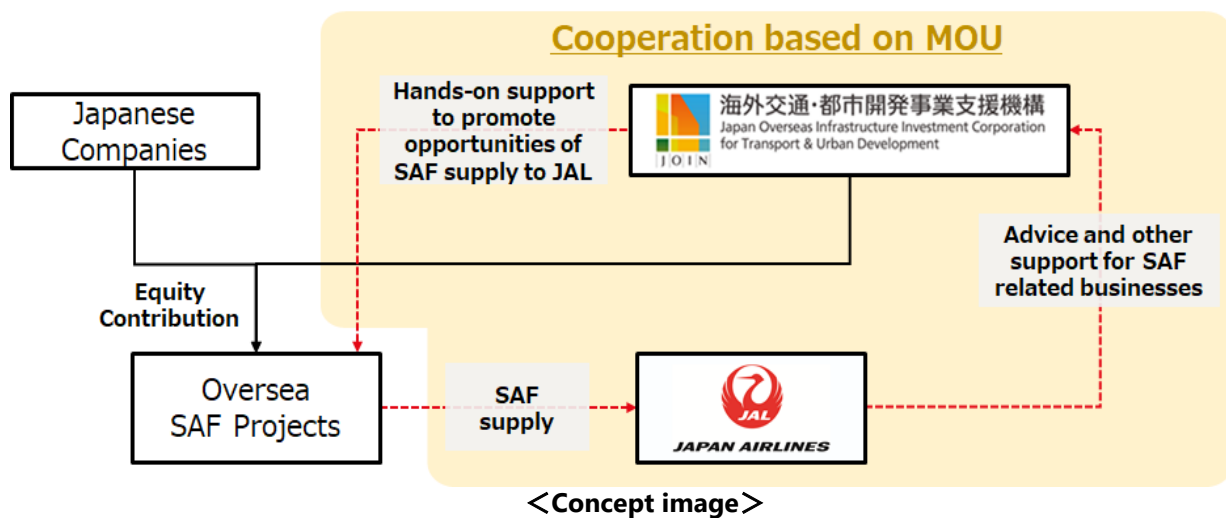 Cooperation based on MOU
Japanese
Companies
Hands-on support
to promote
opportunities of
SAF supply to JAL
海外交通・都市開発事業支援機構
Japan Overseas Infrastructure Investment Corporation
for Transport & Urban Development
JOIN
Advice and other
support for SAF
related businesses
Equity
Contribution
Oversea
SAF Projects
SAF
supply
JAL
JAPAN AIRLINES
＜Concept image＞